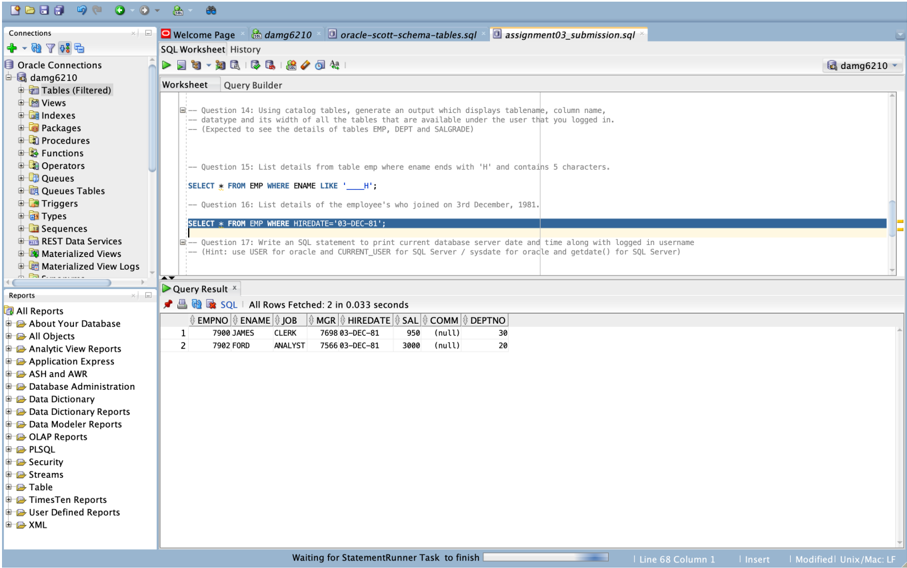 Connections
Oracle Connections
damg6210
Tables (Filtered)
Views
Indexes
Packages
Procedures
Functions
Operators
Queues
Queues Tables
Triggers
Types
Sequences
REST Data Services
Materialized Views
Materialized View Logs
Reports
All Reports
About Your Database
All Objects
Analytic View Reports
Application Express
ASH and AWR
Database Administration
Data Dictionary
Data Dictionary Reports
Data Modeler Reports
OLAP Reports
PLSQL
Security
Streams
Table
TimesTen Reports
User Defined Reports
XML
Welcome Page damg6210 oracle-scott-schema-tables.sql assignment03_submission.sql
SQL Worksheet History
damg6210
Worksheet Query Builder
-- Question 14: Using catalog tables, generate an output which displays tablename, column name,
-- datatype and its width of all the tables that are available under the user that you logged in.
-- (Expected to see the details of tables EMP, DEPT and SALGRADE)
-- Question 15: List details from table emp where ename ends with 'H' and contains 5 characters.
SELECT * FROM EMP WHERE ENAME LIKE '____H';
-- Question 16: List details of the employee's who joined on 3rd December, 1981.
SELECT * FROM EMP WHERE HIREDATE='03-DEC-81';
-- Question 17: Write an SQL statement to print current database server date and time along with logged in username
-- (Hint: use USER for oracle and CURRENT_USER for SQL Server / sysdate for oracle and getdate() for SQL Server)
Query Result
SQL All Rows Fetched: 2 in 0.033 seconds
EMPNO ENAME JOB MGR HIREDATE SAL COMM DEPTNO
1 7900 JAMES CLERK 7698 03-DEC-81 950 (null) 30
2 7902 FORD ANALYST 7566 03-DEC-81 3000 (null) 20
Waiting for StatementRunner Task to finish Line 68 Column 1 Insert Modified Unix/Mac: LF